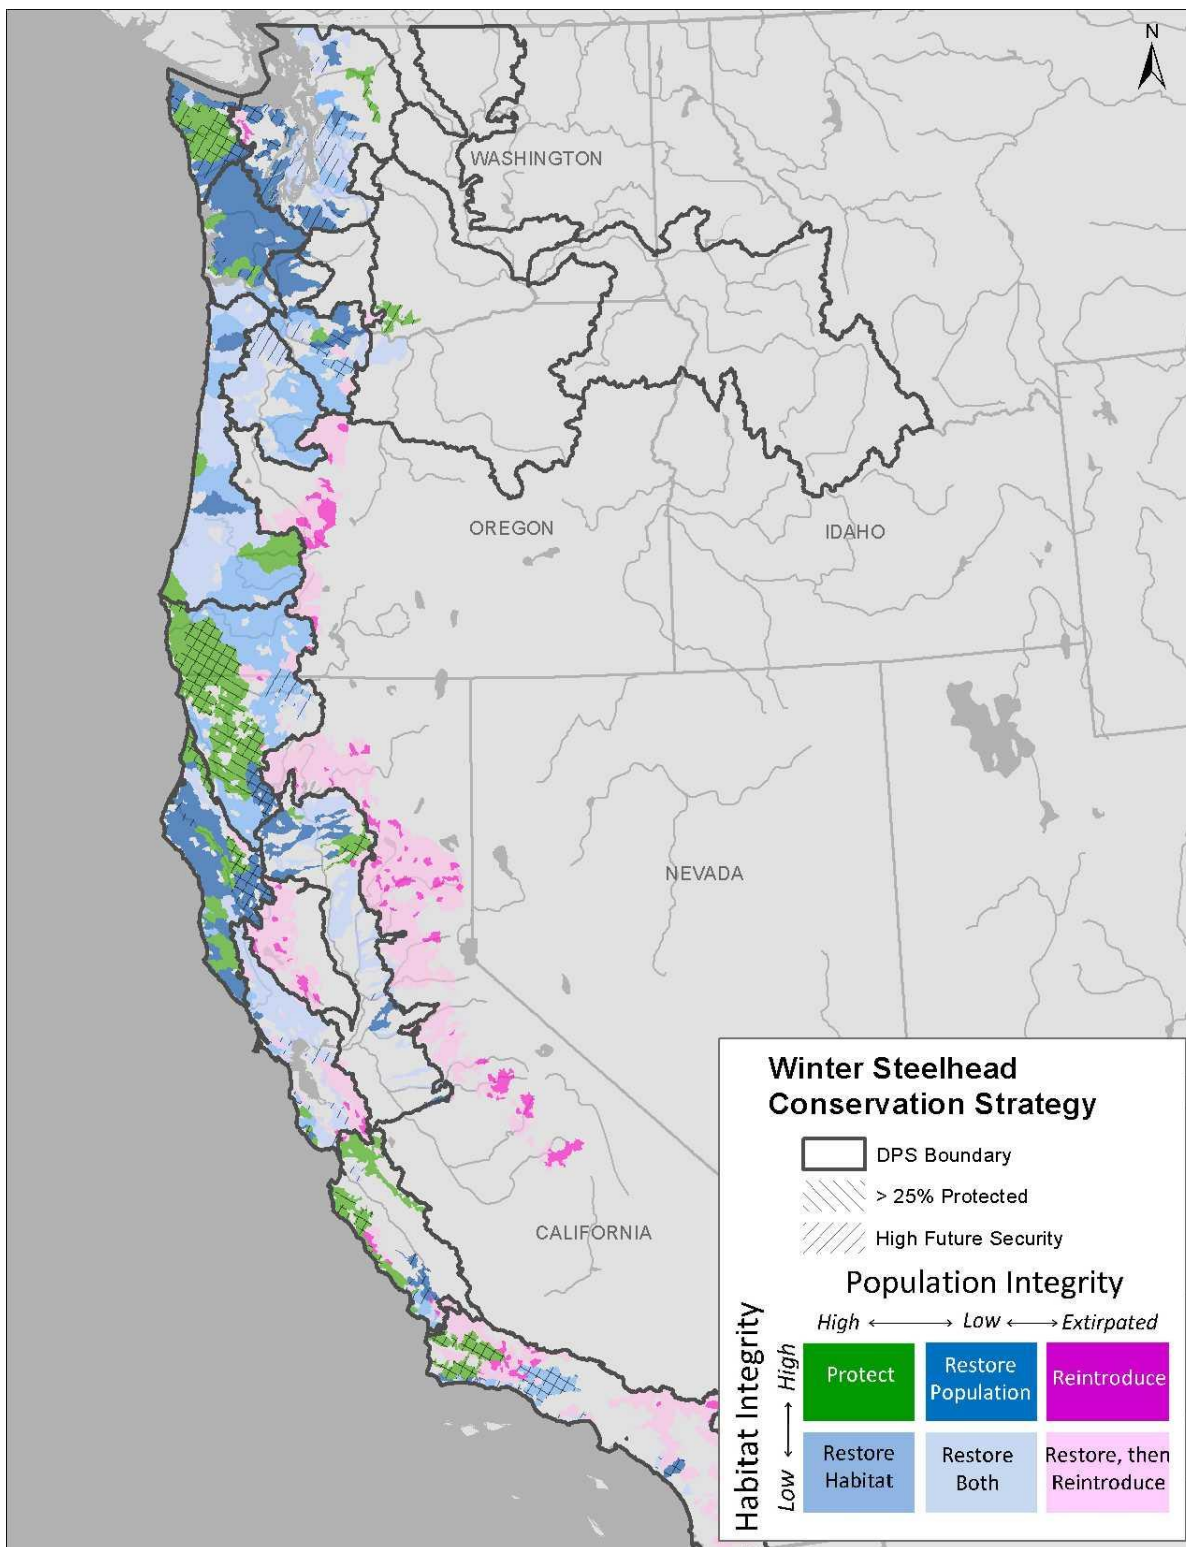 N
WASHINGTON
OREGON
IDAHO
NEVADA
CALIFORNIA
Winter Steelhead
Conservation Strategy
DPS Boundary
> 25% Protected
High Future Security
Population Integrity
High Low Extirpated
Habitat Integrity
High
Low
Protect
Restore
Population
Reintroduce
Restore
Habitat
Restore
Both
Restore, then
Reintroduce